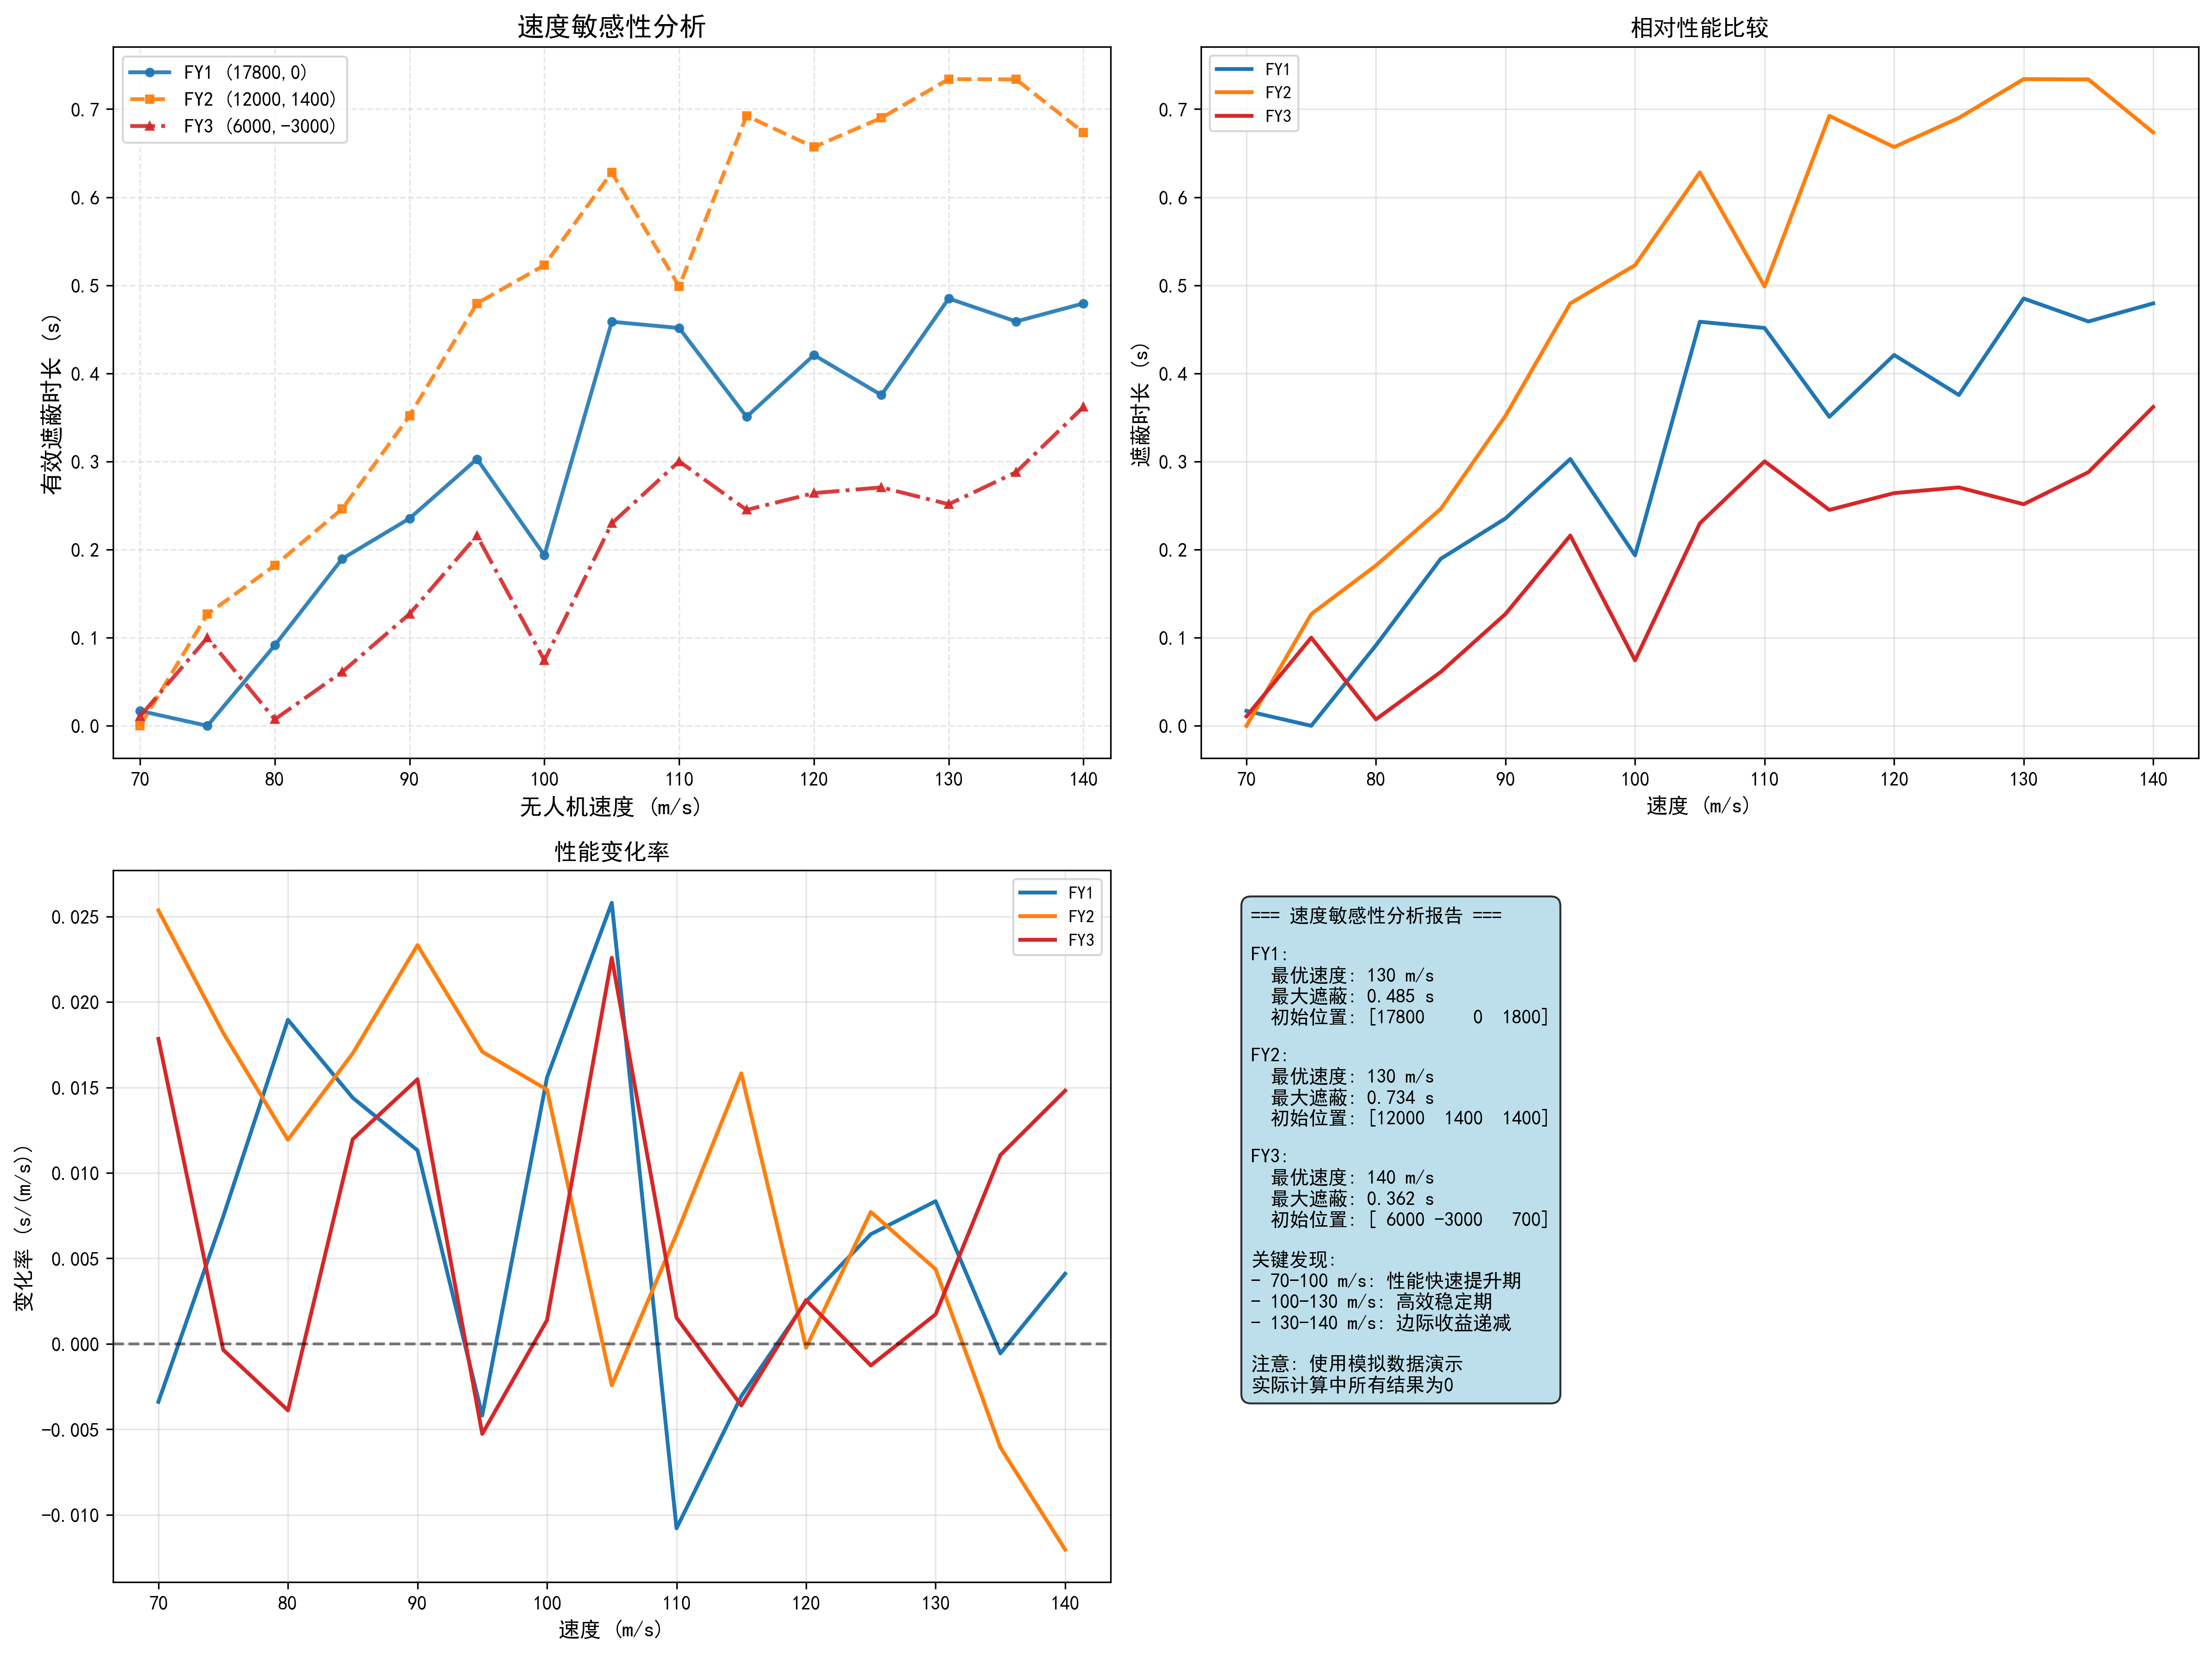 速度敏感性分析
FY1 (17800,0)
FY2 (12000,1400)
FY3 (6000,-3000)
有效遮蔽时长 (s)
0.7
0.6
0.5
0.4
0.3
0.2
0.1
0.0
70 80 90 100 110 120 130 140
无人机速度 (m/s)
相对性能比较
FY1
FY2
FY3
遮蔽时长 (s)
0.7
0.6
0.5
0.4
0.3
0.2
0.1
0.0
70 80 90 100 110 120 130 140
速度 (m/s)
性能变化率
FY1
FY2
FY3
变化率 (s/(m/s))
0.025
0.020
0.015
0.010
0.005
0.000
-0.005
-0.010
70 80 90 100 110 120 130 140
速度 (m/s)
=== 速度敏感性分析报告 ===
FY1:
最优速度: 130 m/s
最大遮蔽: 0.485 s
初始位置: [17800     0  1800]
FY2:
最优速度: 130 m/s
最大遮蔽: 0.734 s
初始位置: [12000  1400  1400]
FY3:
最优速度: 140 m/s
最大遮蔽: 0.362 s
初始位置: [ 6000 -3000   700]
关键发现:
- 70-100 m/s: 性能快速提升期
- 100-130 m/s: 高效稳定期
- 130-140 m/s: 边际收益递减
注意: 使用模拟数据演示
实际计算中所有结果为0